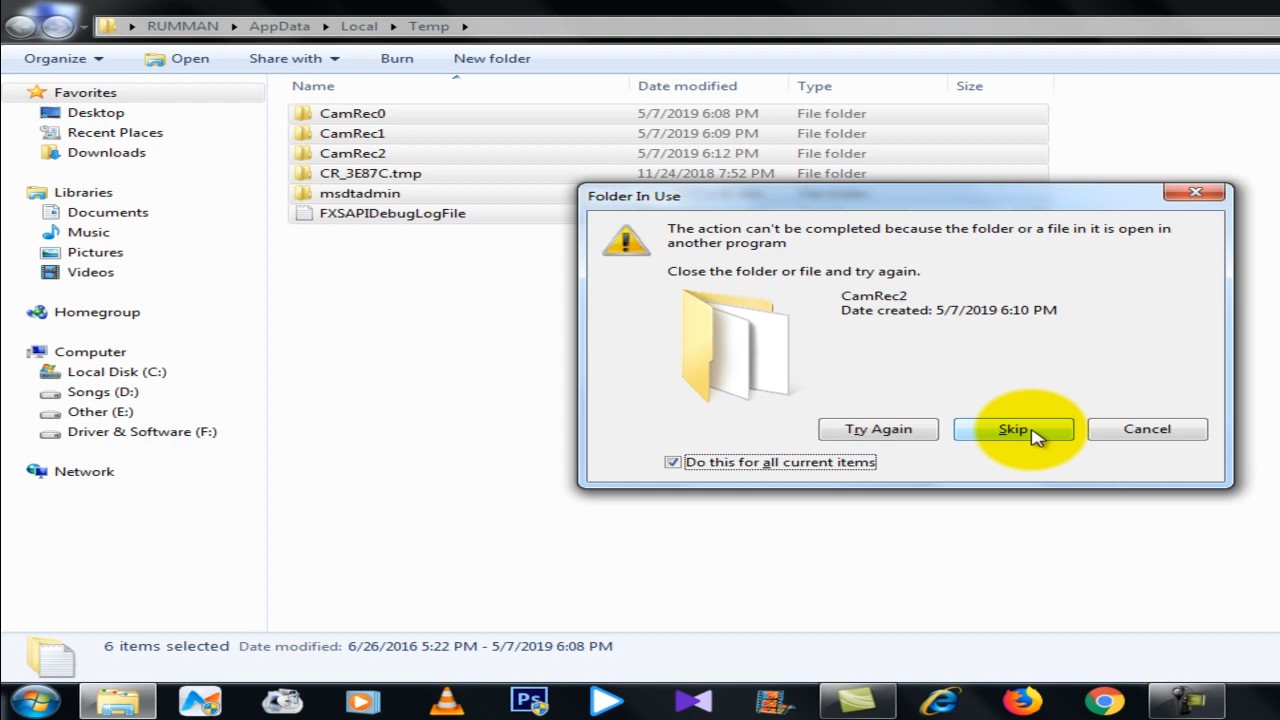 RUMMAN AppData Local Temp
Organize Open Share with Burn New folder
Name Date modified Type Size
Favorites
Desktop
Recent Places
Downloads
Libraries
Documents
Music
Pictures
Videos
Homegroup
Computer
Local Disk (C:)
Songs (D:)
Other (E:)
Driver & Software (F:)
Network
CamRec0 5/7/2019 6:08 PM File folder
CamRec1 5/7/2019 6:09 PM File folder
CamRec2 5/7/2019 6:12 PM File folder
CR_3E87C.tmp 11/24/2018 7:52 PM File folder
msdtadmin
FXSAPIDebugLogFile
Folder In Use
The action can't be completed because the folder or a file in it is open in
another program
Close the folder or file and try again.
CamRec2
Date created: 5/7/2019 6:10 PM
Try Again Skip Cancel
Do this for all current items
6 items selected Date modified: 6/26/2016 5:22 PM - 5/7/2019 6:08 PM
Ps